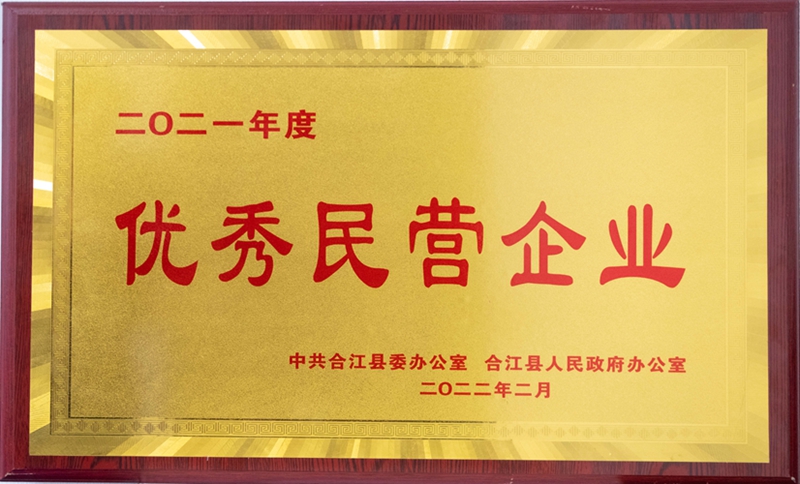 二〇二一年度
优秀民营企业
中共合江县委办公室 合江县人民政府办公室
二〇二二年二月